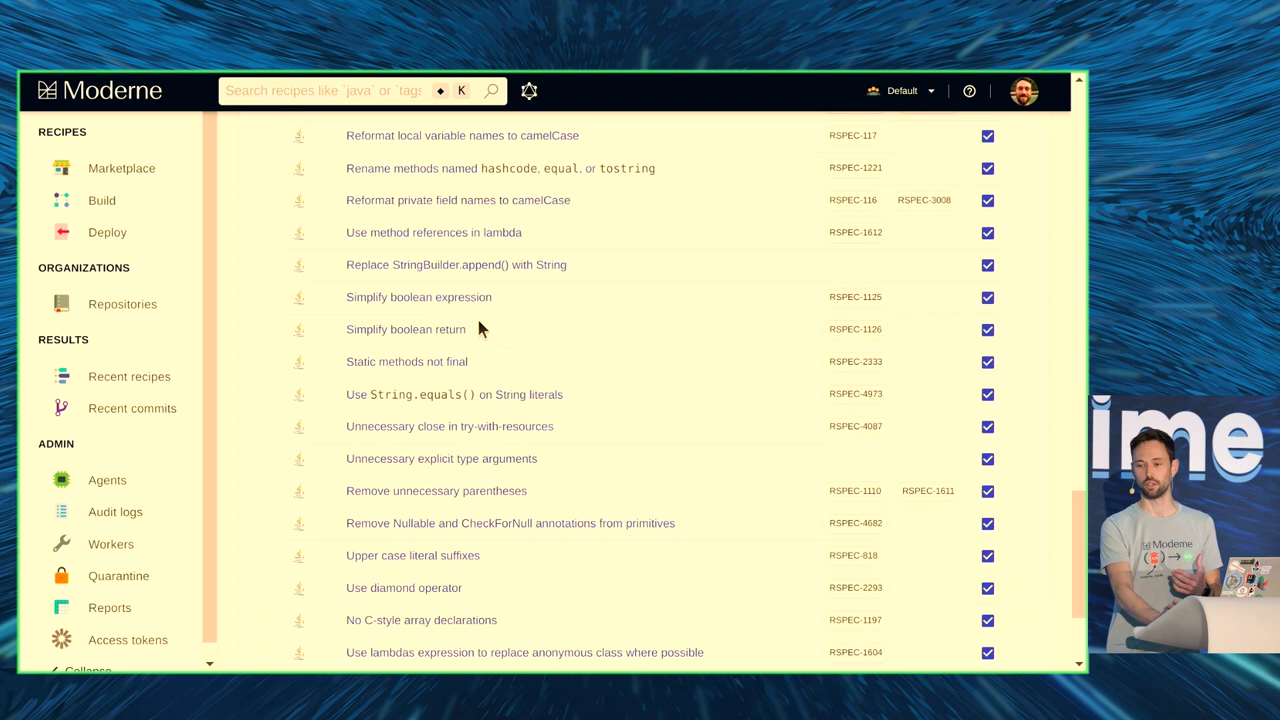 Moderne
Search recipes like `java` or `tags
K
Default
RECIPES
Marketplace
Build
Deploy
ORGANIZATIONS
Repositories
RESULTS
Recent recipes
Recent commits
ADMIN
Agents
Audit logs
Workers
Quarantine
Reports
Access tokens
Collapse
Reformat local variable names to camelCase RSPEC-117
Rename methods named hashcode, equal, or tostring RSPEC-1221
Reformat private field names to camelCase RSPEC-116 RSPEC-3008
Use method references in lambda RSPEC-1612
Replace StringBuilder.append() with String
Simplify boolean expression RSPEC-1125
Simplify boolean return RSPEC-1126
Static methods not final RSPEC-2333
Use String.equals() on String literals RSPEC-4973
Unnecessary close in try-with-resources RSPEC-4087
Unnecessary explicit type arguments
Remove unnecessary parentheses RSPEC-1110 RSPEC-1611
Remove Nullable and CheckForNull annotations from primitives RSPEC-4682
Upper case literal suffixes RSPEC-818
Use diamond operator RSPEC-2293
No C-style array declarations RSPEC-1197
Use lambdas expression to replace anonymous class where possible RSPEC-1604
ime
Moderne